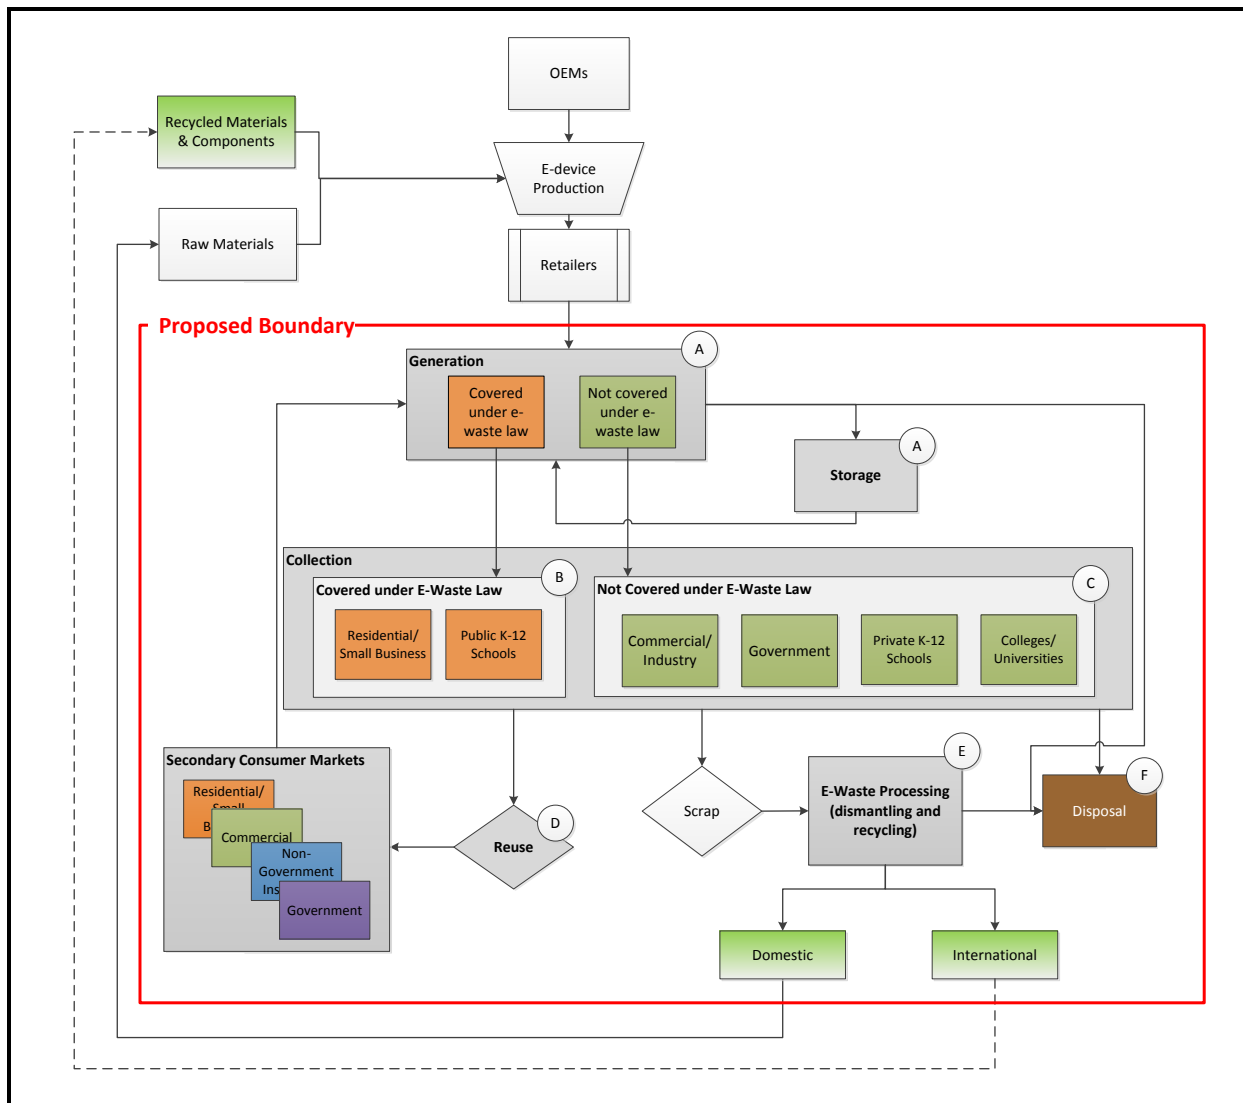 OEMs
Recycled Materials
& Components
E-device
Production
Raw Materials
Retailers
Proposed Boundary
A
Generation
Covered
under e-
waste law
Not covered
under e-
waste law
A
Storage
Collection
B
Covered under E-Waste Law
Residential/
Small Business
Public K-12
Schools
C
Not Covered under E-Waste Law
Commercial/
Industry
Government
Private K-12
Schools
Colleges/
Universities
Secondary Consumer Markets
Residential/
Small
Commercial
Non-
Government
Government
D
Reuse
Scrap
E
E-Waste Processing
(dismantling and
recycling)
F
Disposal
Domestic
International